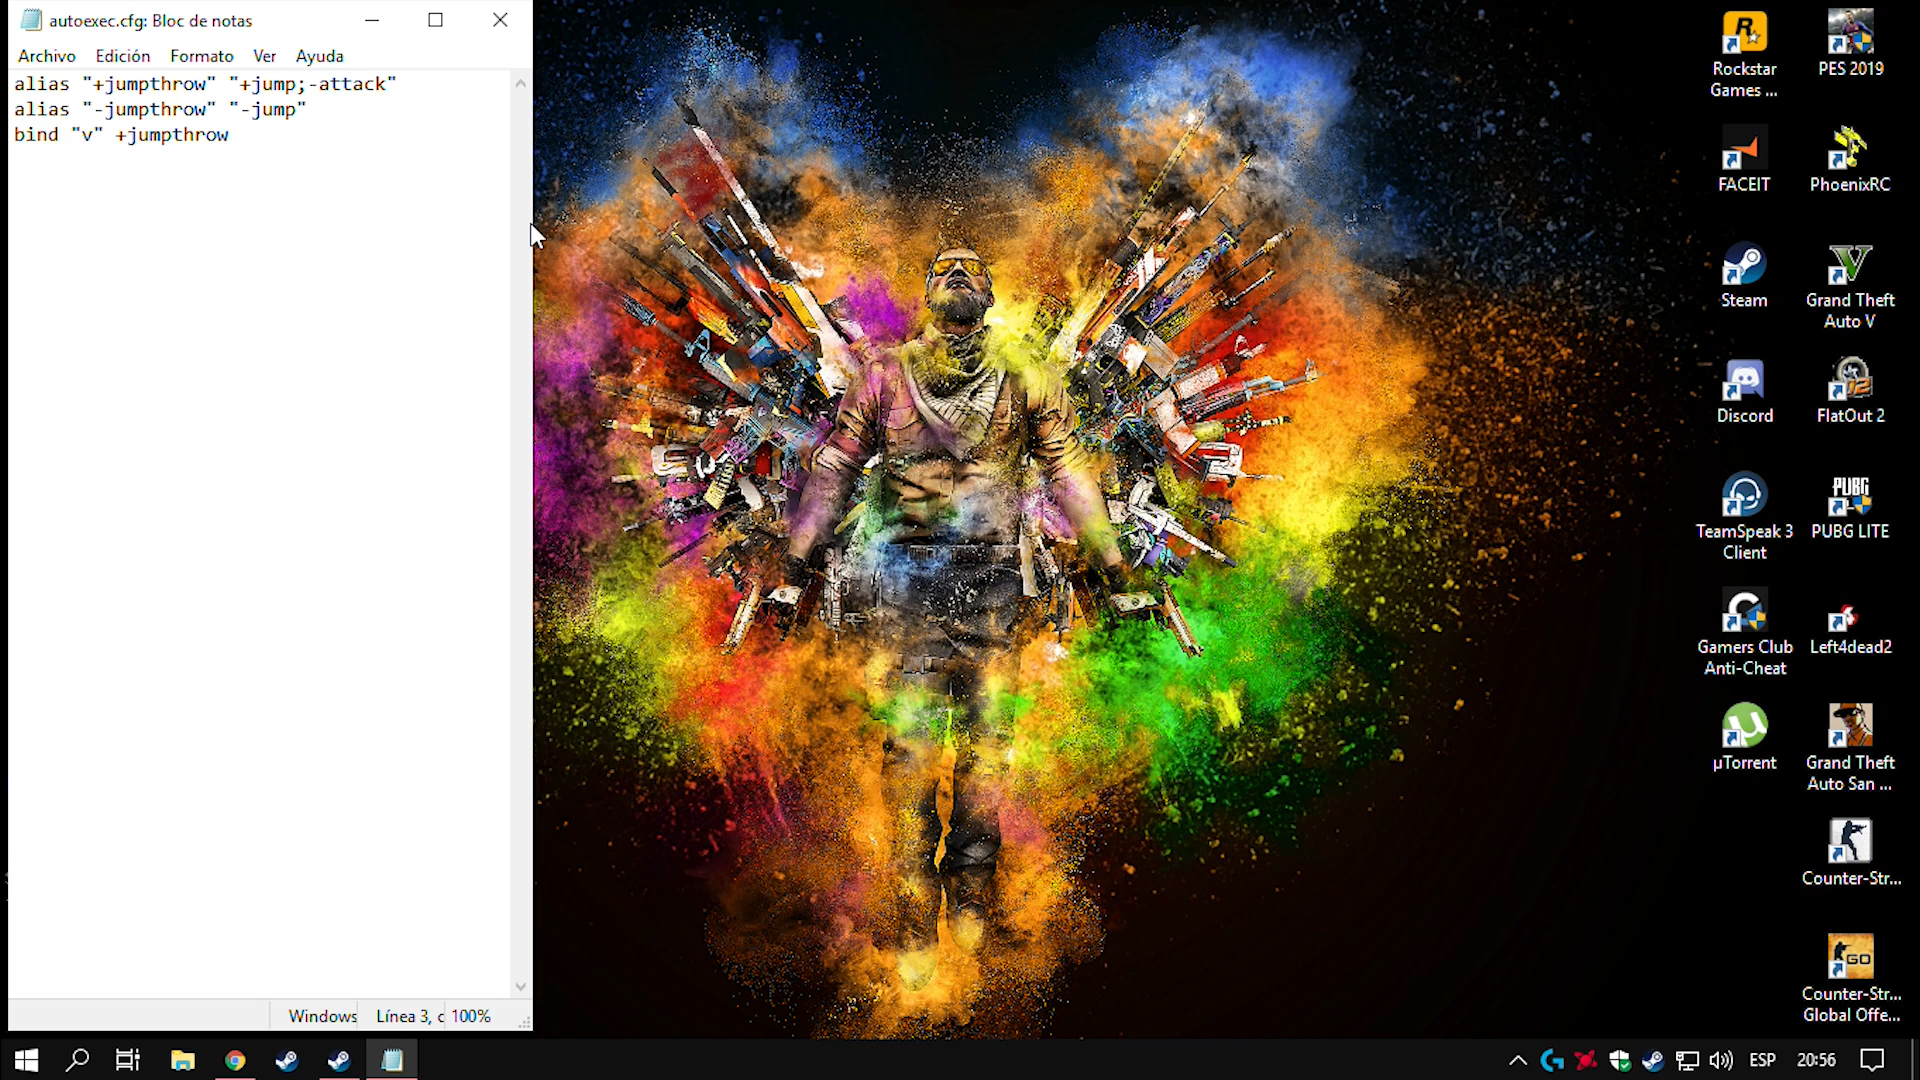 autoexec.cfg: Bloc de notas
Archivo Edición Formato Ver Ayuda
alias "+jumpthrow" "+jump;-attack"
alias "-jumpthrow" "-jump"
bind "v" +jumpthrow
Windows Línea 3, c 100%
Rockstar
Games ...
PES 2019
FACEIT
PhoenixRC
Steam
Grand Theft
Auto V
Discord
FlatOut 2
TeamSpeak 3
Client
PUBG
PUBG LITE
Gamers Club
Anti-Cheat
Left4dead2
µTorrent
Grand Theft
Auto San ...
Counter-Str...
GO
Counter-Str...
Global Offe...
ESP 20:56